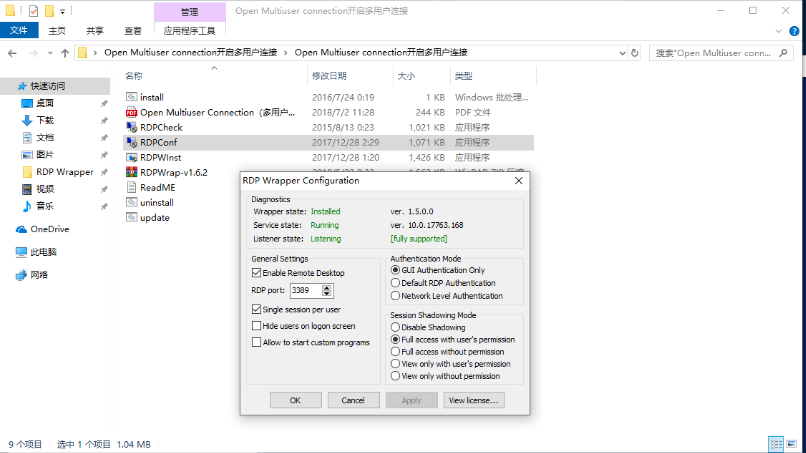 管理
Open Multiuser connection开启多用户连接
文件
主页
共享
查看
应用程序工具
Open Multiuser connection开启多用户连接 › Open Multiuser connection开启多用户连接
搜索"Open Multiuser conn...
名称
修改日期
大小
类型
快速访问
桌面
下载
文档
图片
RDP Wrapper
视频
音乐
OneDrive
此电脑
网络
install 2016/7/24 0:19 1 KB Windows 批处理...
Open Multiuser Connection（多用户... 2018/7/2 11:28 244 KB PDF 文件
RDPCheck 2015/8/13 0:23 1,021 KB 应用程序
RDPConf 2017/12/28 2:29 1,071 KB 应用程序
RDPWInst 2017/12/28 1:20 1,426 KB 应用程序
RDPWrap-v1.6.2
ReadME
uninstall
update
RDP Wrapper Configuration
Diagnostics
Wrapper state: Installed ver. 1.5.0.0
Service state: Running ver. 10.0.17763.168
Listener state: Listening [fully supported]
General Settings
Enable Remote Desktop
RDP port: 3389
Single session per user
Hide users on logon screen
Allow to start custom programs
Authentication Mode
GUI Authentication Only
Default RDP Authentication
Network Level Authentication
Session Shadowing Mode
Disable Shadowing
Full access with user's permission
Full access without permission
View only with user's permission
View only without permission
OK
Cancel
Apply
View license...
9 个项目 选中 1 个项目 1.04 MB